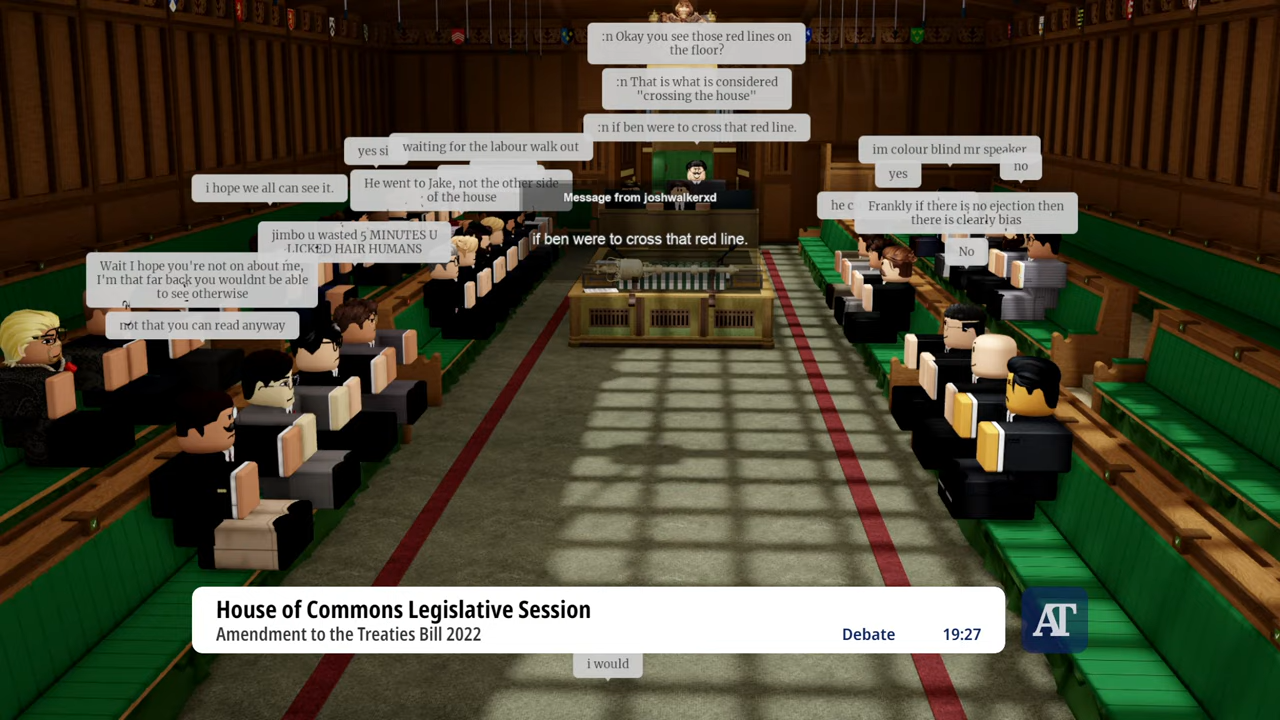 :n Okay you see those red lines on
the floor?
:n That is what is considered
"crossing the house"
:n if ben were to cross that red line.
yes si
waiting for the labour walk out
im colour blind mr speaker
yes
no
i hope we all can see it.
He went to Jake, not the other side
of the house
Message from joshwalkerxd
if ben were to cross that red line.
he c
Frankly if there is no ejection then
there is clearly bias
No
jimbo u wasted 5 MINUTES U
LICKED HAIR HUMANS
Wait I hope you're not on about me,
I'm that far back you wouldnt be able
to see otherwise
not that you can read anyway
House of Commons Legislative Session
Amendment to the Treaties Bill 2022
Debate
19:27
AT
i would